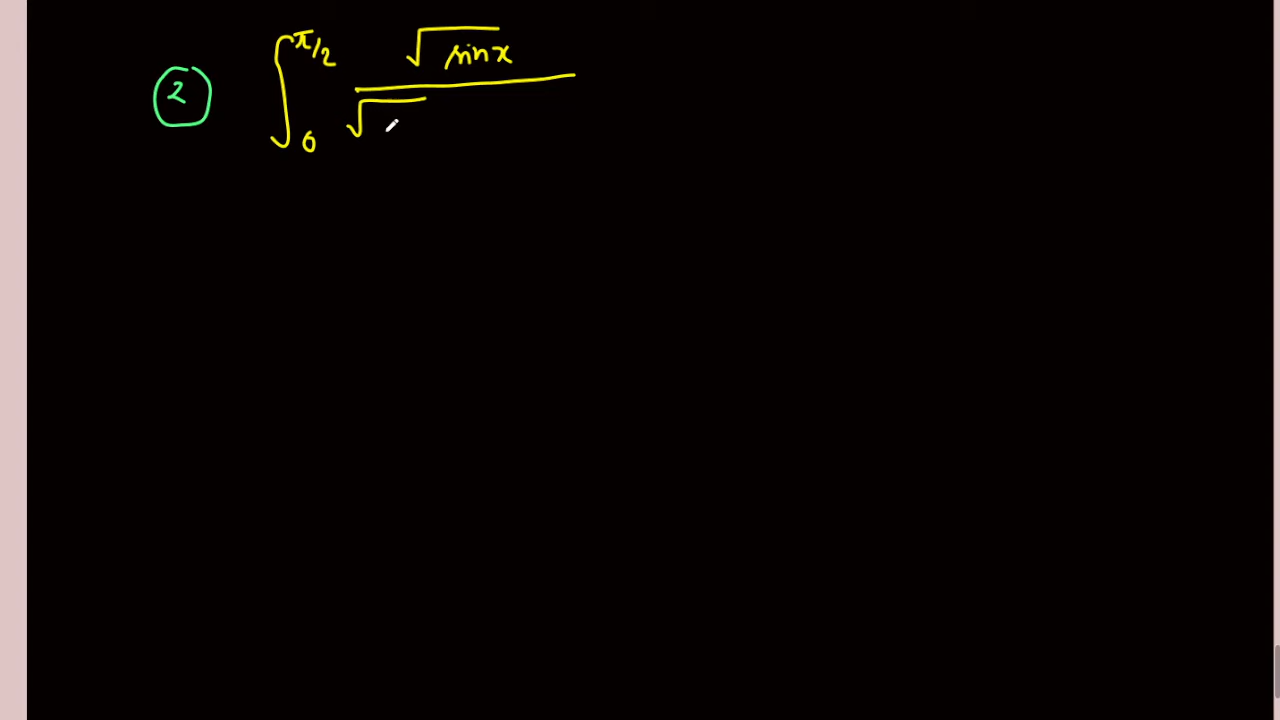 ② ∫₀^{π/2} √(sin x) / √